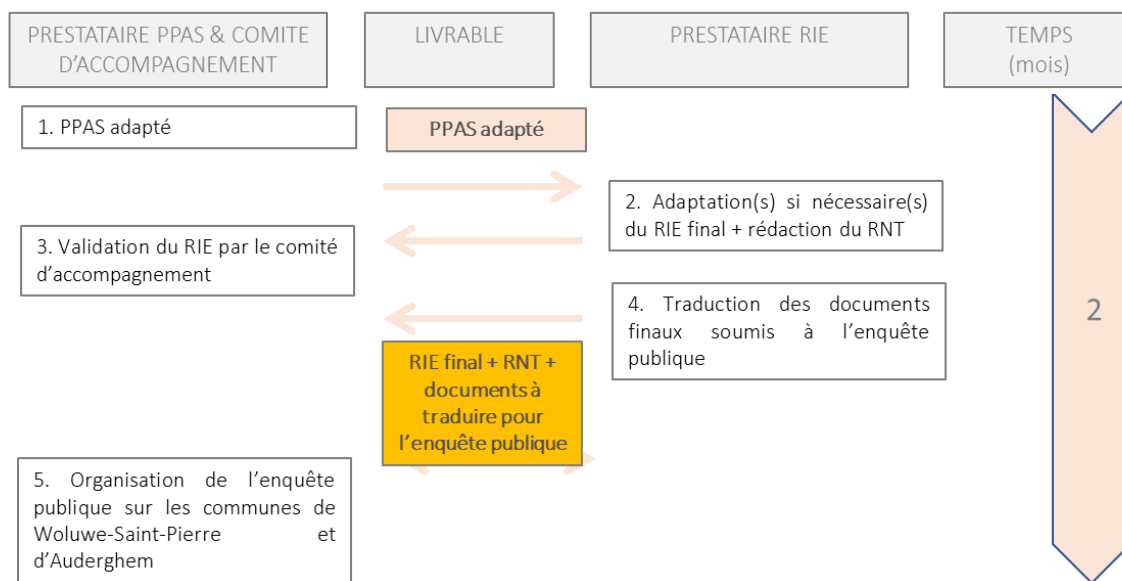 PRESTATAIRE PPAS & COMITE
D'ACCOMPAGNEMENT
LIVRABLE
PRESTATAIRE RIE
TEMPS
(mois)
1. PPAS adapté
PPAS adapté
2. Adaptation(s) si nécessaire(s)
du RIE final + rédaction du RNT
3. Validation du RIE par le comité
d'accompagnement
4. Traduction des documents
finaux soumis à l'enquête
publique
2
RIE final + RNT +
documents à
traduire pour
l'enquête publique
5. Organisation de l'enquête
publique sur les communes de
Woluwe-Saint-Pierre et
d'Auderghem